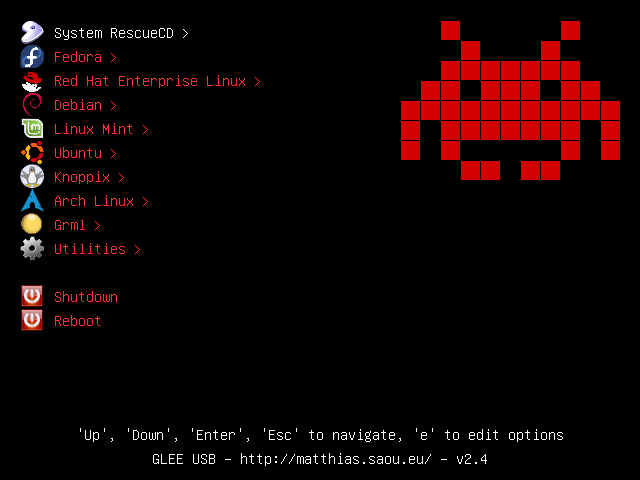 System RescueCD >
Fedora >
Red Hat Enterprise Linux >
Debian >
Linux Mint >
Ubuntu >
Knoppix >
Arch Linux >
Grml >
Utilities >
Shutdown
Reboot
'Up', 'Down', 'Enter', 'Esc' to navigate, 'e' to edit options
GLEE USB - http://matthias.saou.eu/ - v2.4